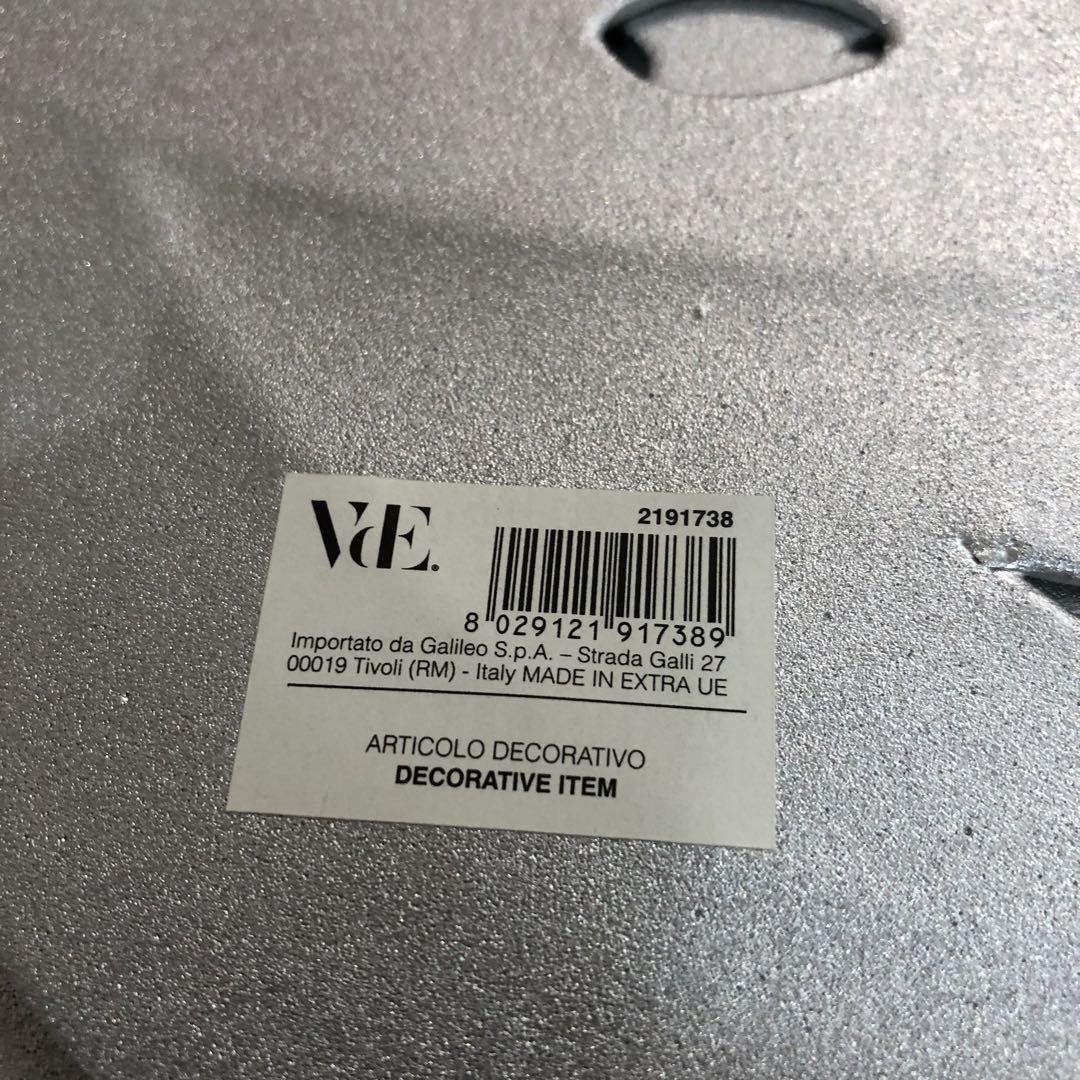 VdE.®
2191738
8 029121 917389
Importato da Galileo S.p.A. – Strada Galli 27
00019 Tivoli (RM) - Italy MADE IN EXTRA UE
ARTICOLO DECORATIVO
DECORATIVE ITEM